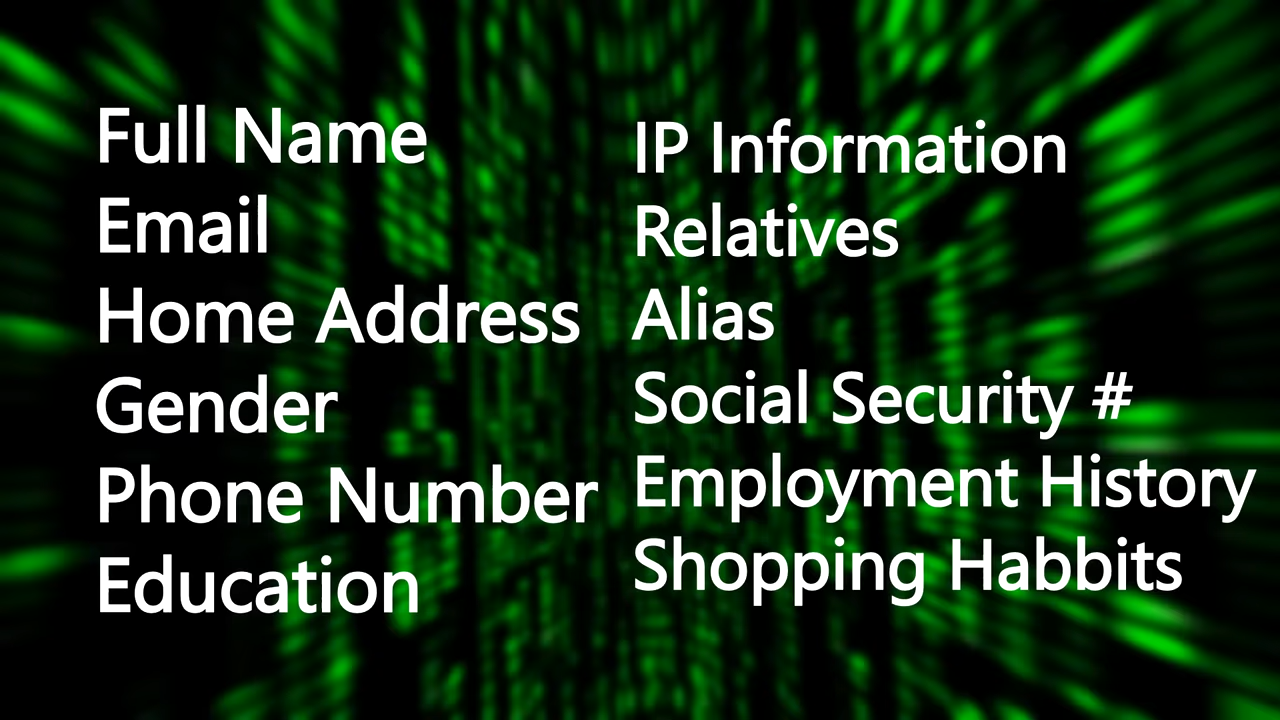 Full Name
Email
Home Address
Gender
Phone Number
Education
IP Information
Relatives
Alias
Social Security #
Employment History
Shopping Habbits